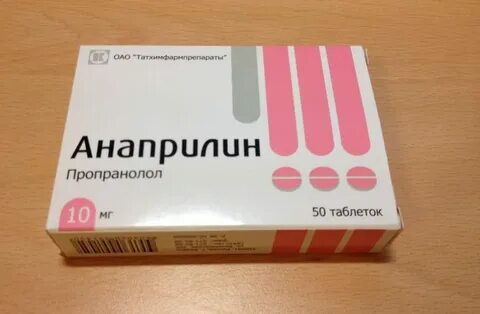 ОАО "Татхимфармпрепараты"
Анаприлин
Пропранолол
10 мг
50 таблеток